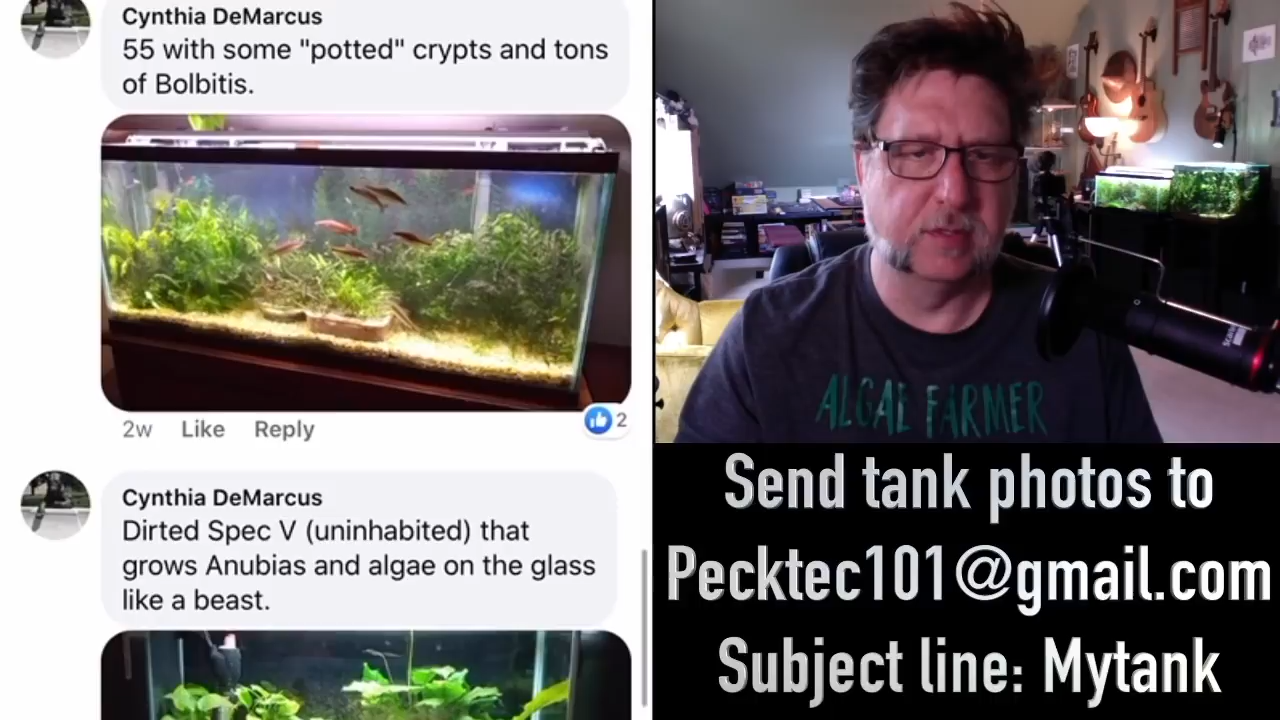 Cynthia DeMarcus
55 with some "potted" crypts and tons
of Bolbitis.
2w Like Reply
2
Cynthia DeMarcus
Dirted Spec V (uninhabited) that
grows Anubias and algae on the glass
like a beast.
ALGAE FARMER
Send tank photos to
Pecktec101@gmail.com
Subject line: Mytank